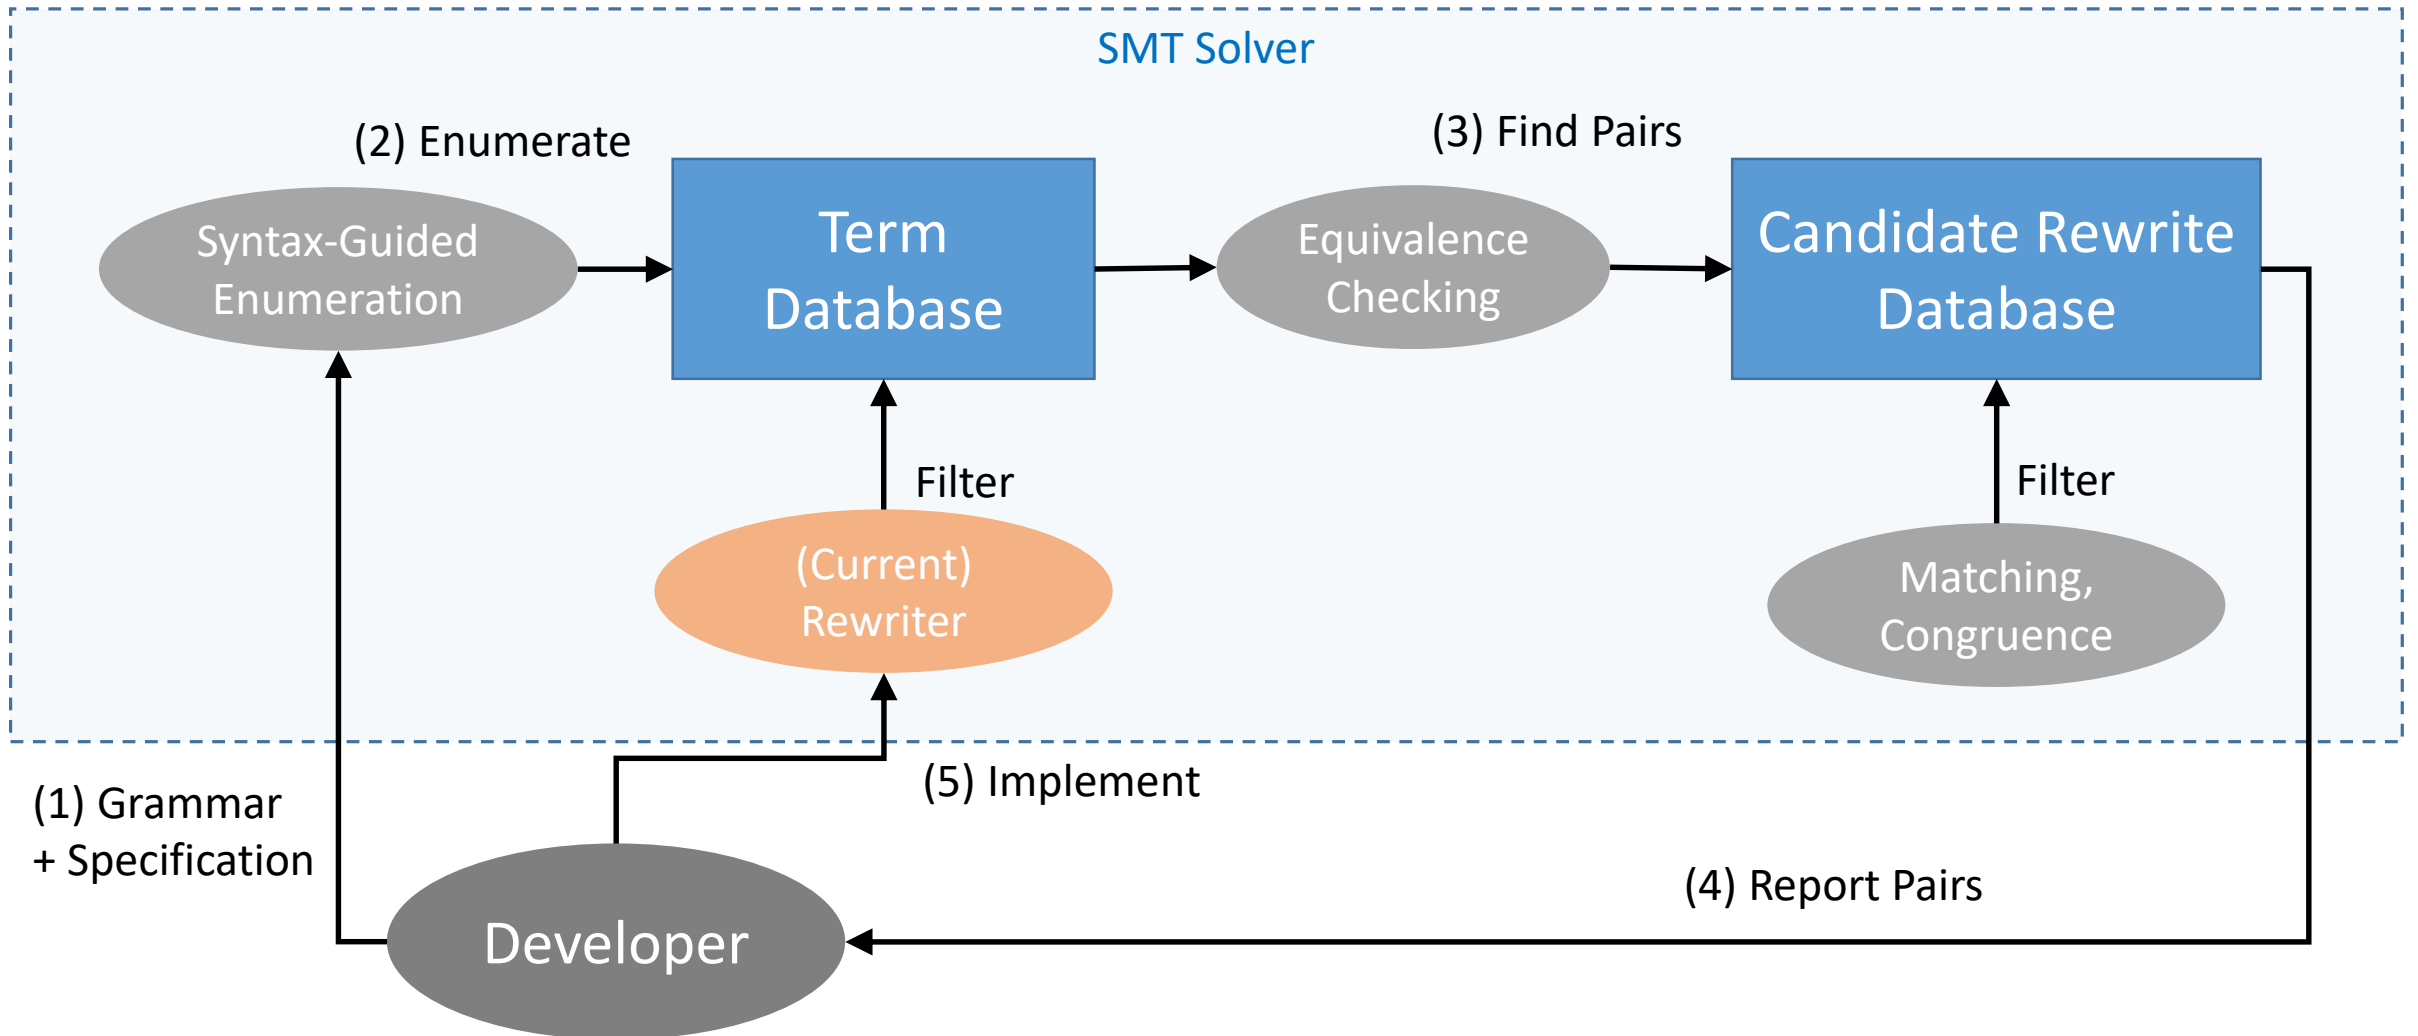 SMT Solver
(2) Enumerate
(3) Find Pairs
Syntax-Guided
Enumeration
Term
Database
Equivalence
Checking
Candidate Rewrite
Database
Filter
Filter
(Current)
Rewriter
Matching,
Congruence
(5) Implement
(1) Grammar
+ Specification
(4) Report Pairs
Developer